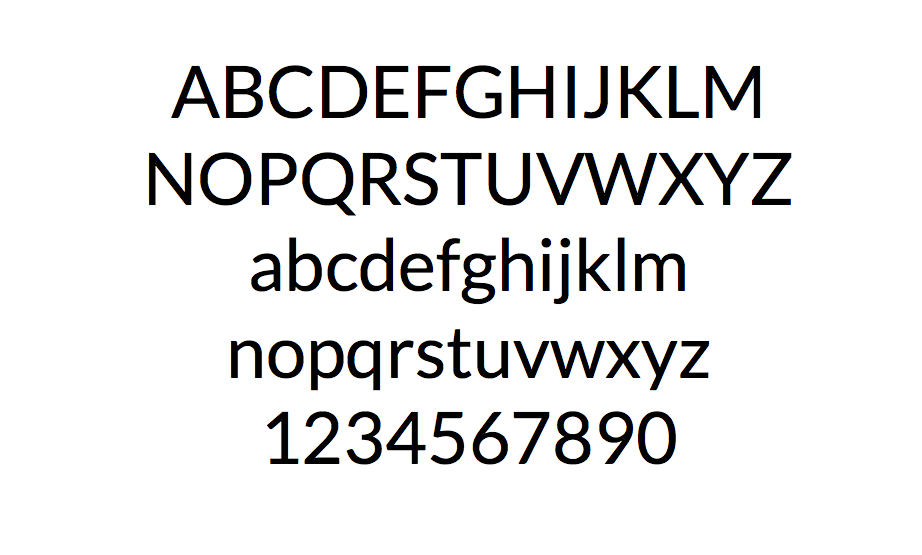 ABCDEFGHIJKLM
NOPQRSTUVWXYZ
abcdefghijklm
nopqrstuvwxyz
1234567890